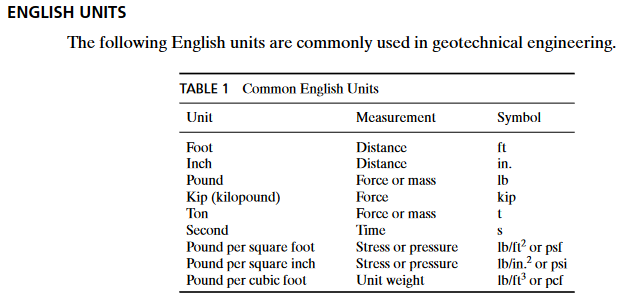 ENGLISH UNITS
The following English units are commonly used in geotechnical engineering.
TABLE 1 Common English Units
Unit Measurement Symbol
Foot Distance ft
Inch Distance in.
Pound Force or mass lb
Kip (kilopound) Force kip
Ton Force or mass t
Second Time s
Pound per square foot Stress or pressure lb/ft² or psf
Pound per square inch Stress or pressure lb/in.² or psi
Pound per cubic foot Unit weight lb/ft³ or pcf